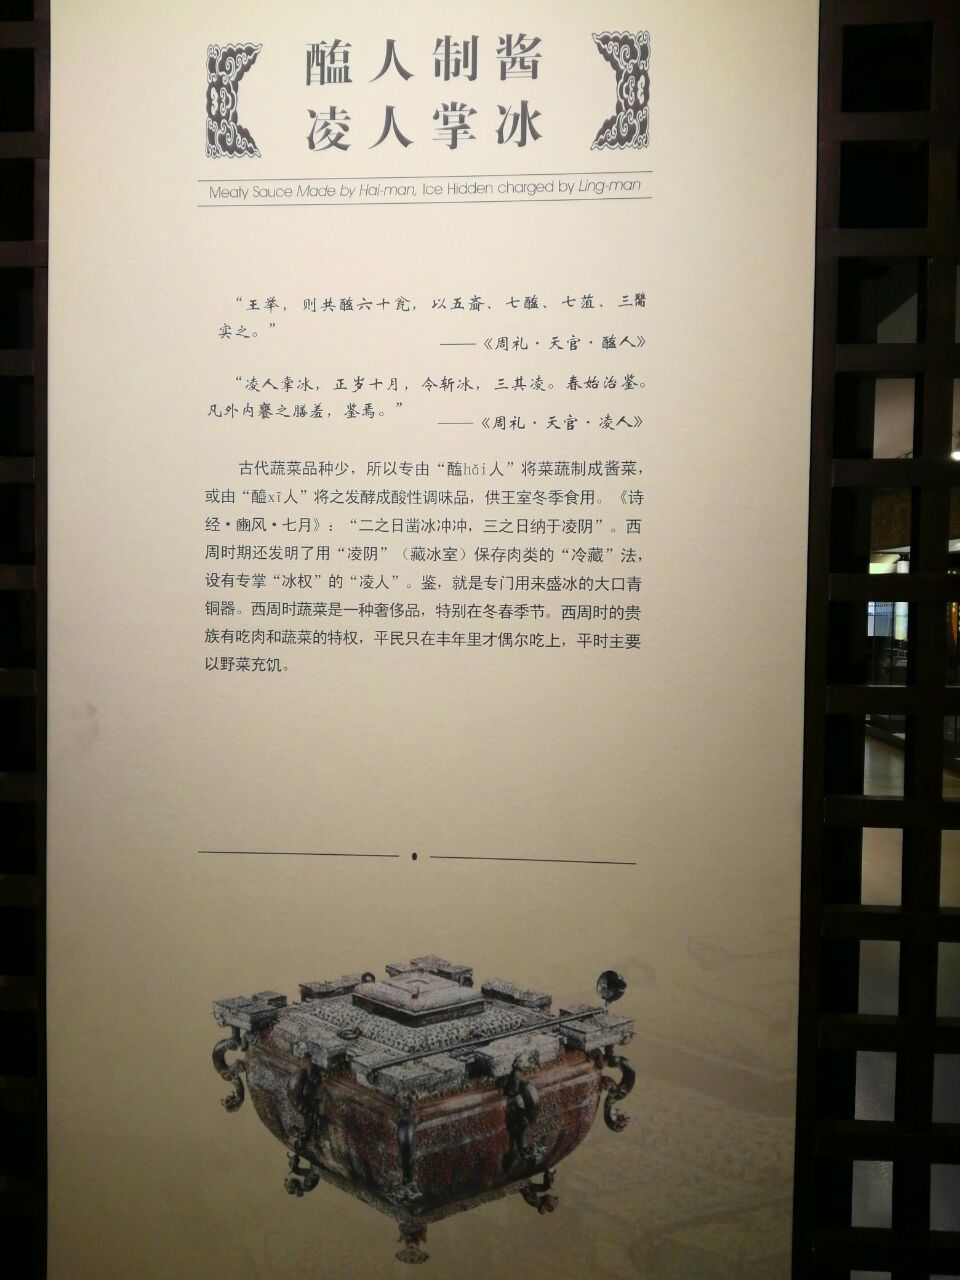 醢人制酱
凌人掌冰
Meaty Sauce Made by Hai-man, Ice Hidden charged by Ling-man
“王举，则共醢六十瓮，以五齑、七醢、七菹、三醫
实之。”
——《周礼·天官·醢人》
“凌人掌冰，正岁十月，令斩冰，三其凌。春始治鉴。
凡外内饔之膳羞，鉴焉。”
——《周礼·天官·凌人》
古代蔬菜品种少，所以专由“醢hǎi人”将菜蔬制成酱菜，
或由“醯xī人”将之发酵成酸性调味品，供王室冬季食用。《诗
经·豳风·七月》：“二之日凿冰冲冲，三之日纳于凌阴”。西
周时期还发明了用“凌阴”（藏冰室）保存肉类的“冷藏”法，
设有专掌“冰权”的“凌人”。鉴，就是专门用来盛冰的大口青
铜器。西周时蔬菜是一种奢侈品，特别在冬春季节。西周时的贵
族有吃肉和蔬菜的特权，平民只在丰年里才偶尔吃上，平时主要
以野菜充饥。